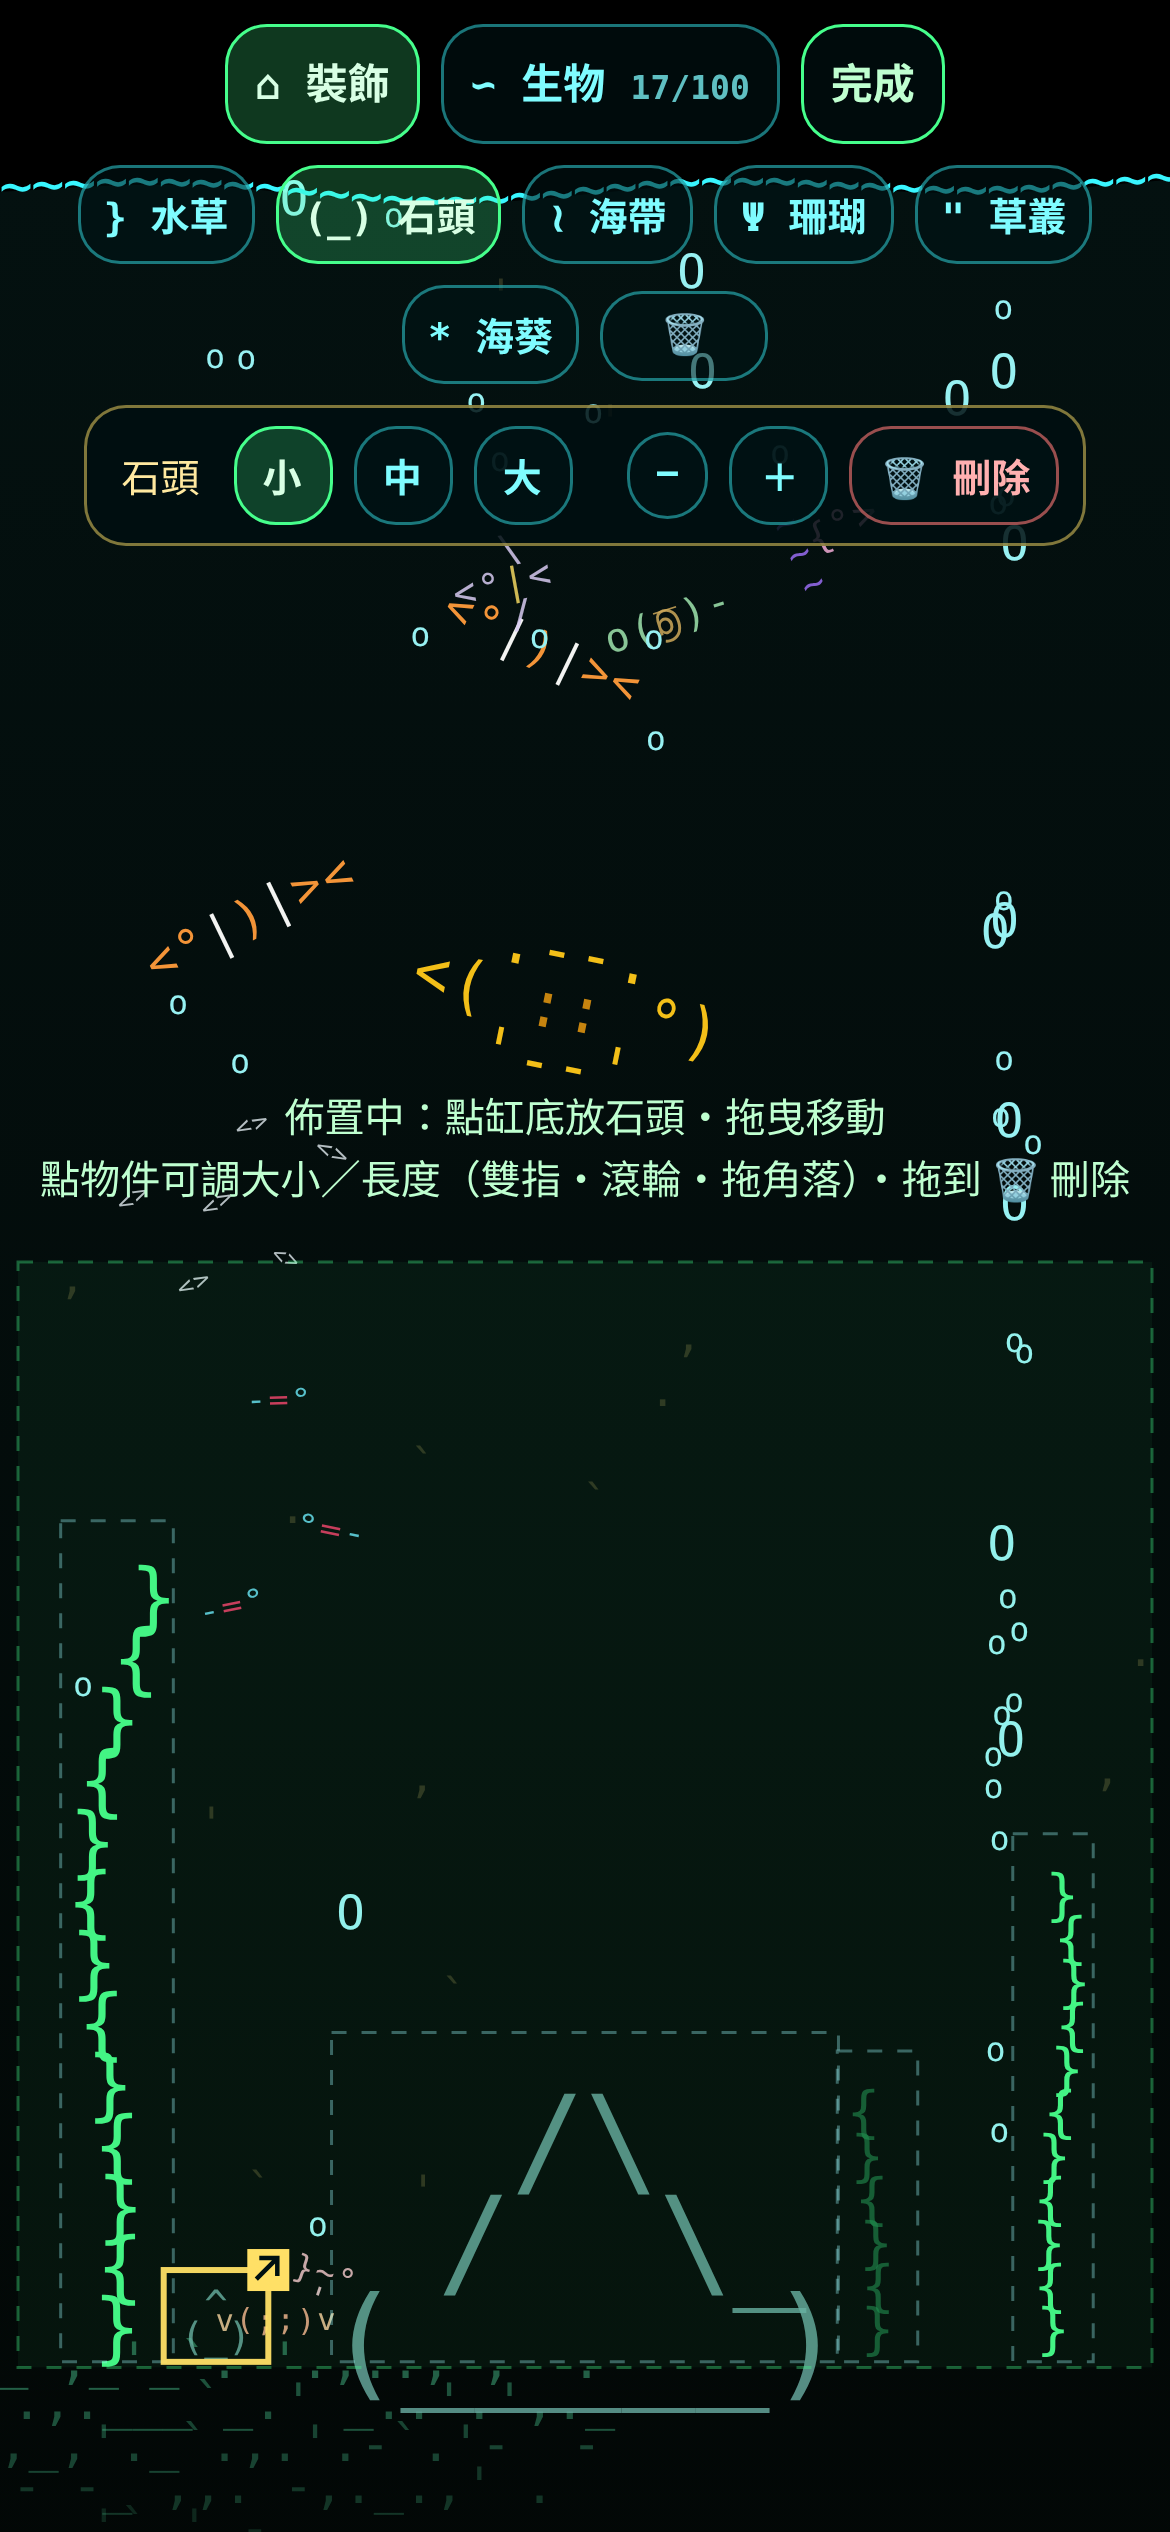 ⌂ 裝飾 ~ 生物 17/100 完成
} 水草 (_) 石頭 ≀ 海帶 Ψ 珊瑚 " 草叢
* 海葵 🗑
石頭 小 中 大 − + 🗑 刪除
佈置中：點缸底放石頭・拖曳移動
點物件可調大小／長度（雙指・滾輪・拖角落）・拖到 🗑 刪除